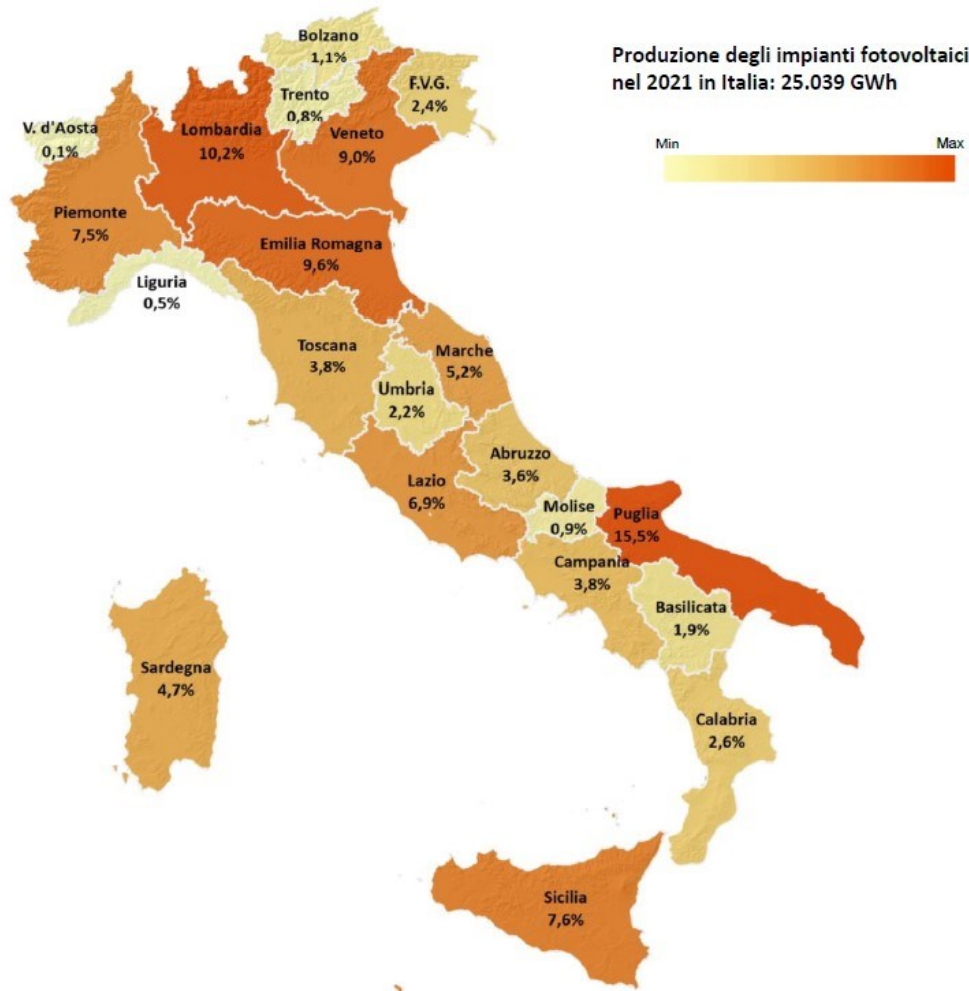 Bolzano
1,1%
Produzione degli impianti fotovoltaici
nel 2021 in Italia: 25.039 GWh
F.V.G.
2,4%
Trento
0,8%
Min
Max
V. d'Aosta
0,1%
Lombardia
10,2%
Veneto
9,0%
Piemonte
7,5%
Emilia Romagna
9,6%
Liguria
0,5%
Toscana
3,8%
Marche
5,2%
Umbria
2,2%
Abruzzo
3,6%
Lazio
6,9%
Molise
0,9%
Puglia
15,5%
Campania
3,8%
Basilicata
1,9%
Sardegna
4,7%
Calabria
2,6%
Sicilia
7,6%